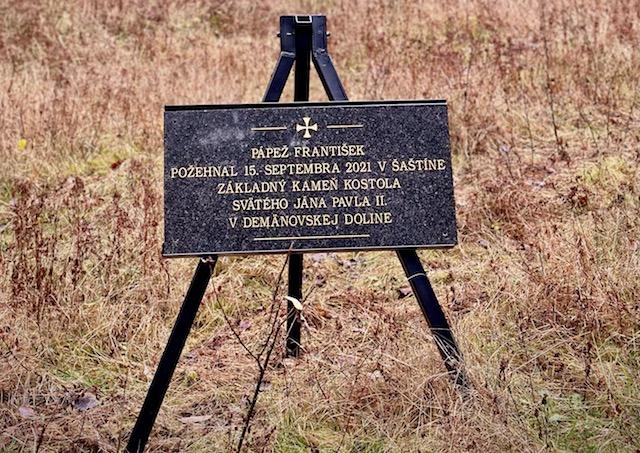 PÁPEŽ FRANTIŠEK
POŽEHNAL 15. SEPTEMBRA 2021 V ŠAŠTÍNE
ZÁKLADNÝ KAMEŇ KOSTOLA
SVÄTÉHO JÁNA PAVLA II.
V DEMÄNOVSKEJ DOLINE